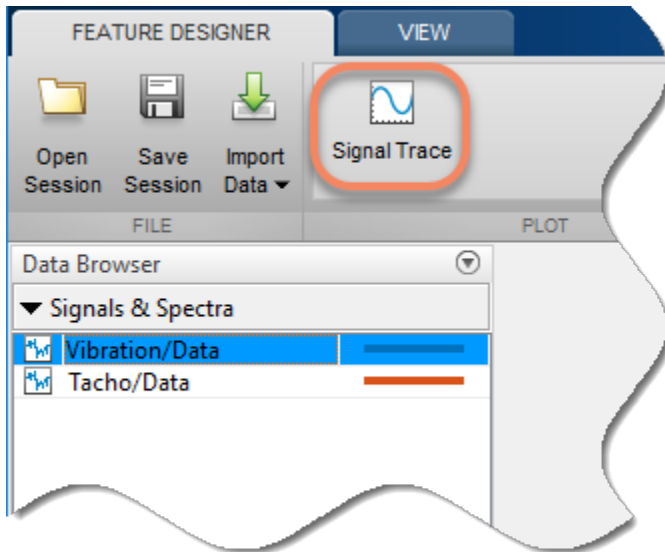 FEATURE DESIGNER VIEW
Open Session Save Session Import Data Signal Trace
FILE PLOT
Data Browser
Signals & Spectra
Vibration/Data
Tacho/Data